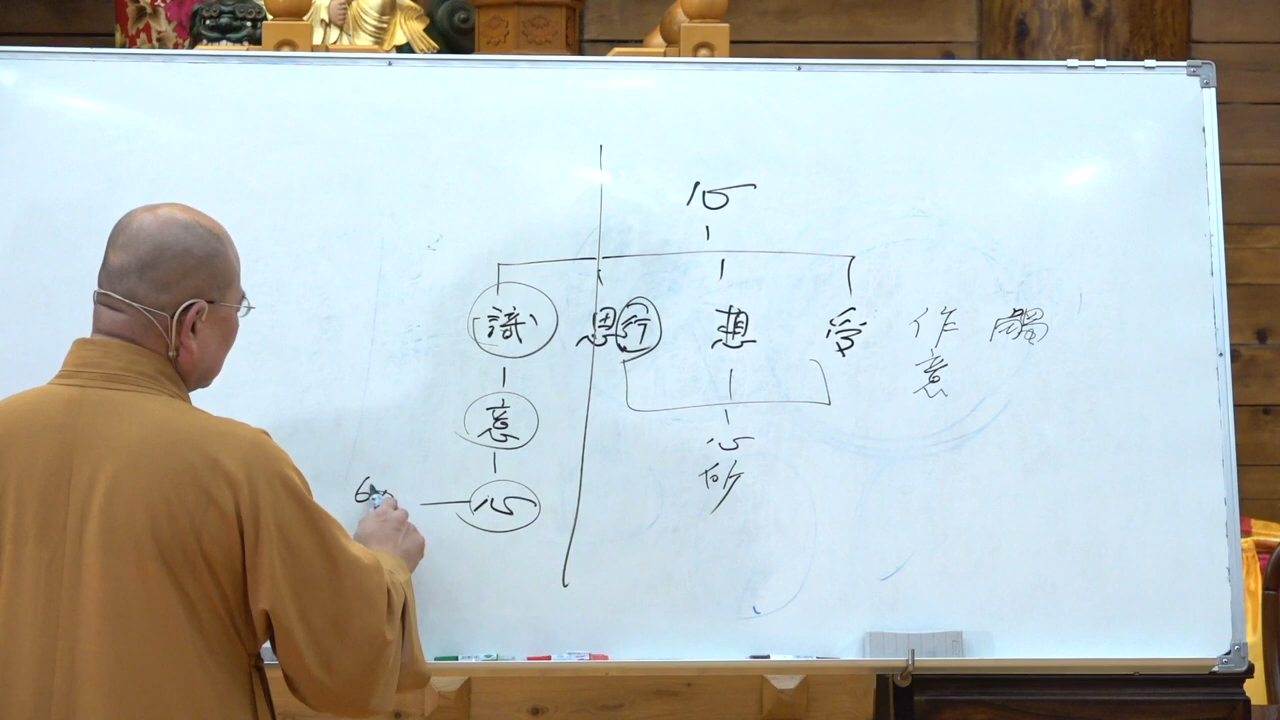 心
識 思 行 想 受 作意 觸
意
心
心所
6